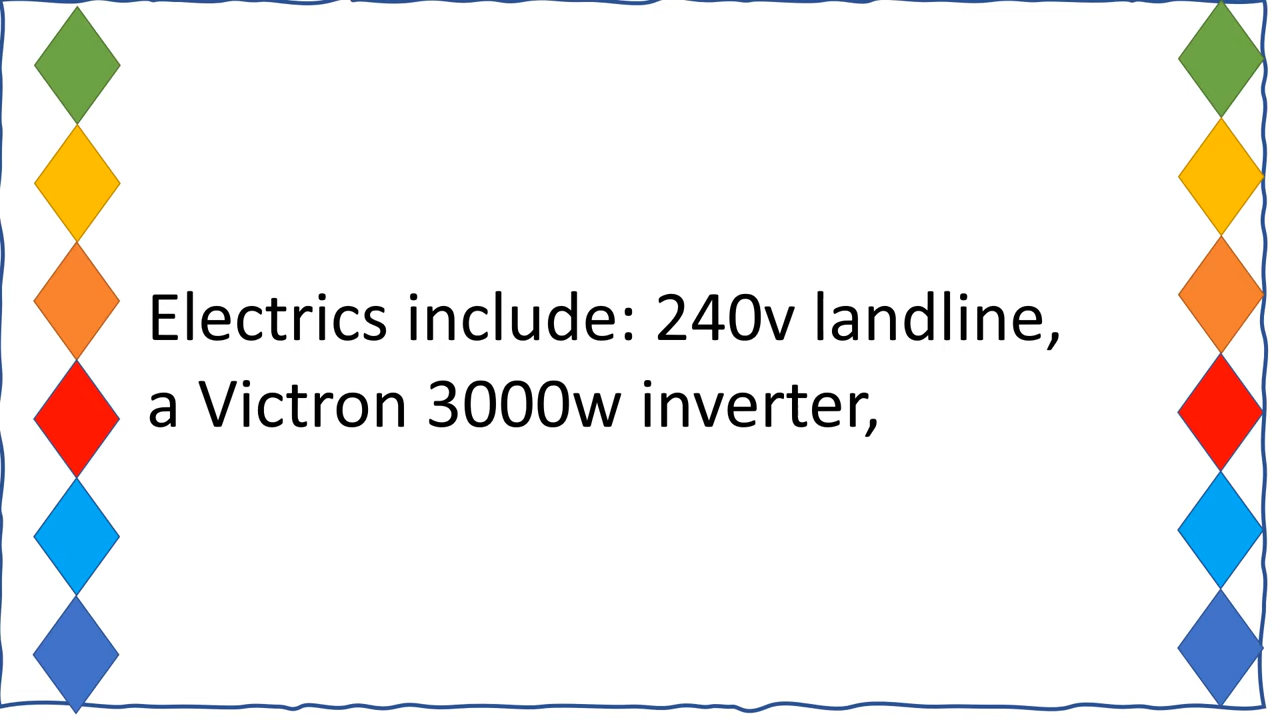 Electrics include: 240v landline,
a Victron 3000w inverter,